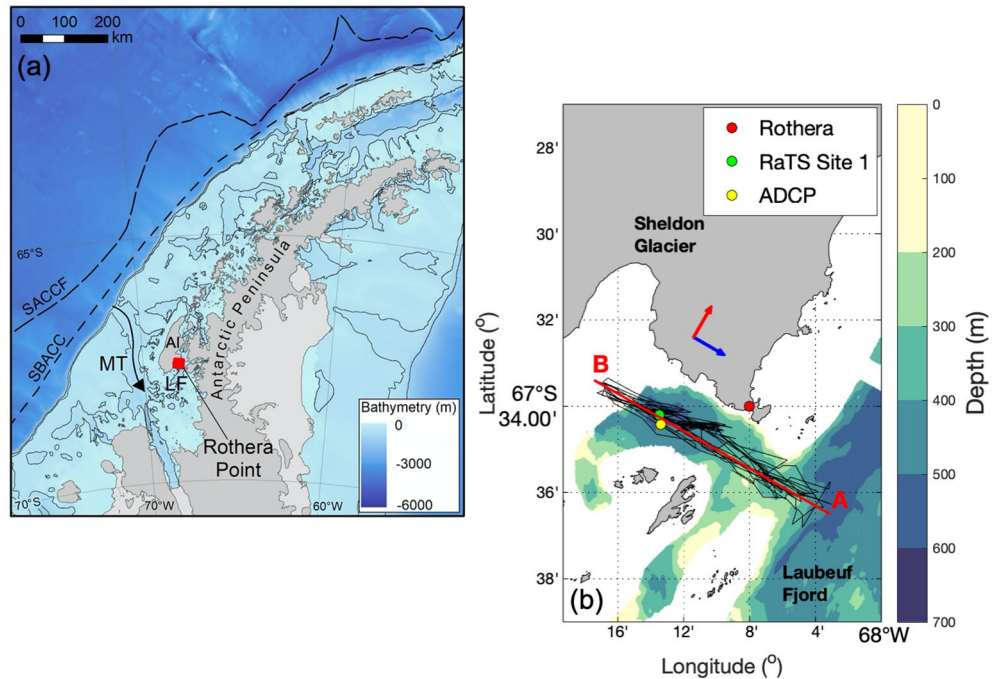 0 100 200
km
(a)
65°S
SACCF
SBACC
MT
AI
LF
Antarctic Peninsula
Rothera
Point
70°S
70°W
60°W
Bathymetry (m)
0
-3000
-6000
Rothera
RaTS Site 1
ADCP
Sheldon
Glacier
B
A
Laubeuf
Fjord
(b)
28'
30'
32'
67°S
34.00'
36'
38'
Latitude (°)
16'
12'
8'
4'
68°W
Longitude (°)
0
100
200
300
400
500
600
700
Depth (m)